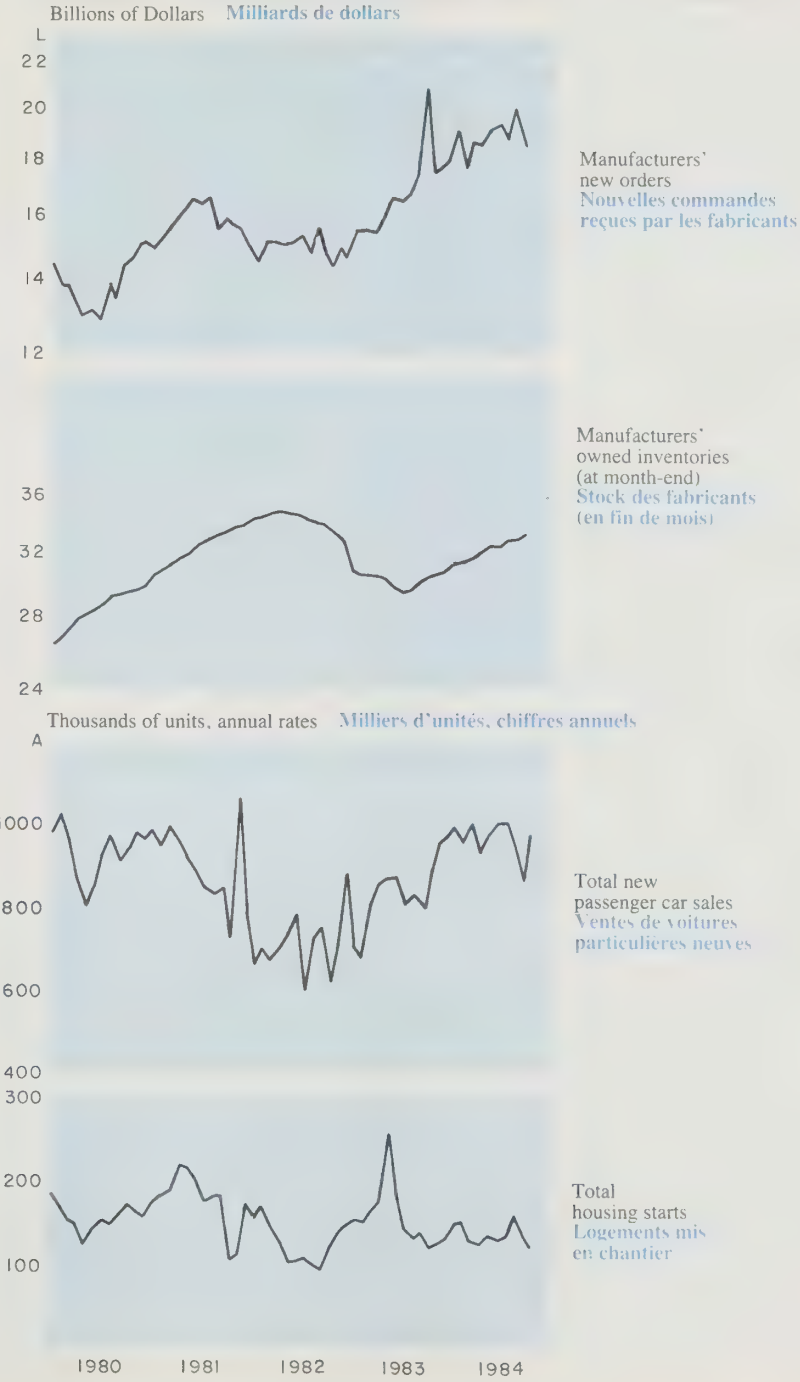 Billions of Dollars Milliards de dollars
L
22
20
18
16
14
12
Manufacturers'
new orders
Nouvelles commandes
reçues par les fabricants
36
32
28
24
Manufacturers'
owned inventories
(at month-end)
Stock des fabricants
(en fin de mois)
Thousands of units, annual rates Milliers d'unités, chiffres annuels
A
1000
800
600
400
Total new
passenger car sales
Ventes de voitures
particulières neuves
300
200
100
Total
housing starts
Logements mis
en chantier
1980 1981 1982 1983 1984